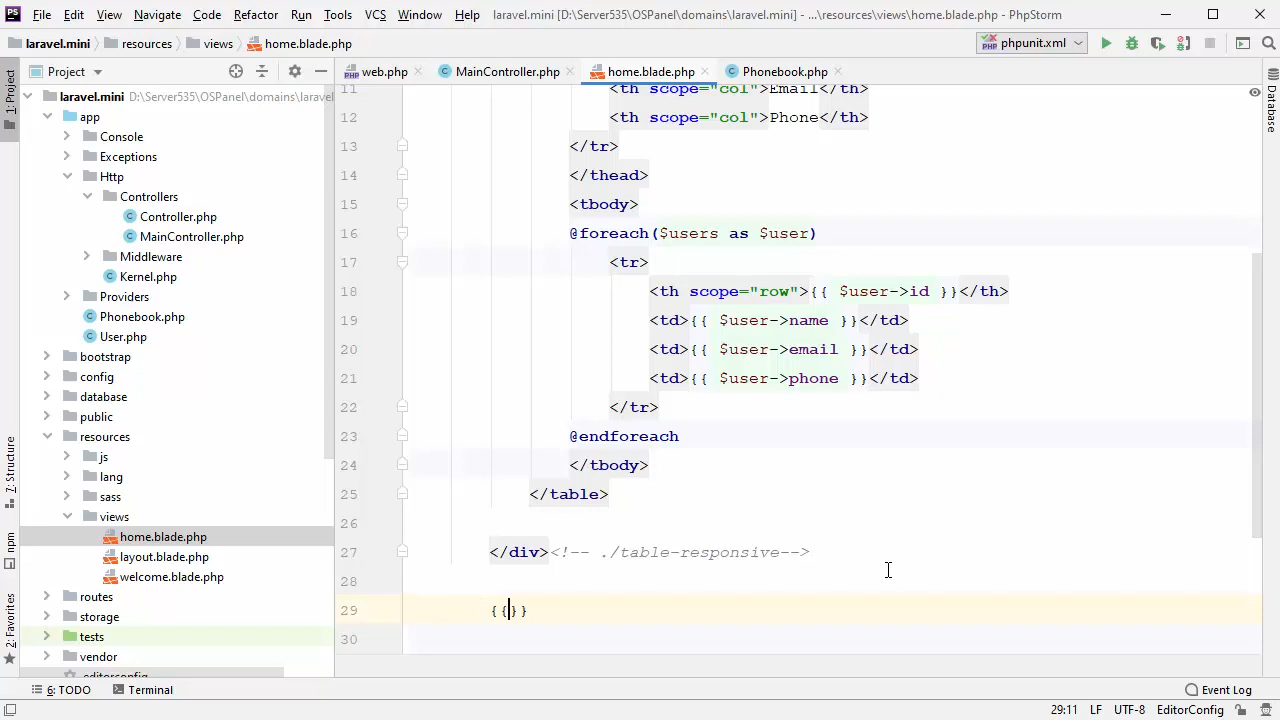 PS File Edit View Navigate Code Refactor Run Tools VCS Window Help laravel.mini [D:\Server535\OSPanel\domains\laravel.mini] - ...\resources\views\home.blade.php - PhpStorm
laravel.mini resources views home.blade.php phpunit.xml
Project web.php MainController.php home.blade.php Phonebook.php
1: Project
7: Structure
npm
2: Favorites
Database
laravel.mini D:\Server535\OSPanel\domains\laravel
app
Console
Exceptions
Http
Controllers
Controller.php
MainController.php
Middleware
Kernel.php
Providers
Phonebook.php
User.php
bootstrap
config
database
public
resources
js
lang
sass
views
home.blade.php
layout.blade.php
welcome.blade.php
routes
storage
tests
vendor
.editorconfig
11 <th scope="col">Email</th>
12 <th scope="col">Phone</th>
13 </tr>
14 </thead>
15 <tbody>
16 @foreach($users as $user)
17 <tr>
18 <th scope="row">{{ $user->id }}</th>
19 <td>{{ $user->name }}</td>
20 <td>{{ $user->email }}</td>
21 <td>{{ $user->phone }}</td>
22 </tr>
23 @endforeach
24 </tbody>
25 </table>
26
27 </div><!-- ./table-responsive-->
28
29 {{}}
30
6: TODO Terminal Event Log
29:11 LF UTF-8 EditorConfig